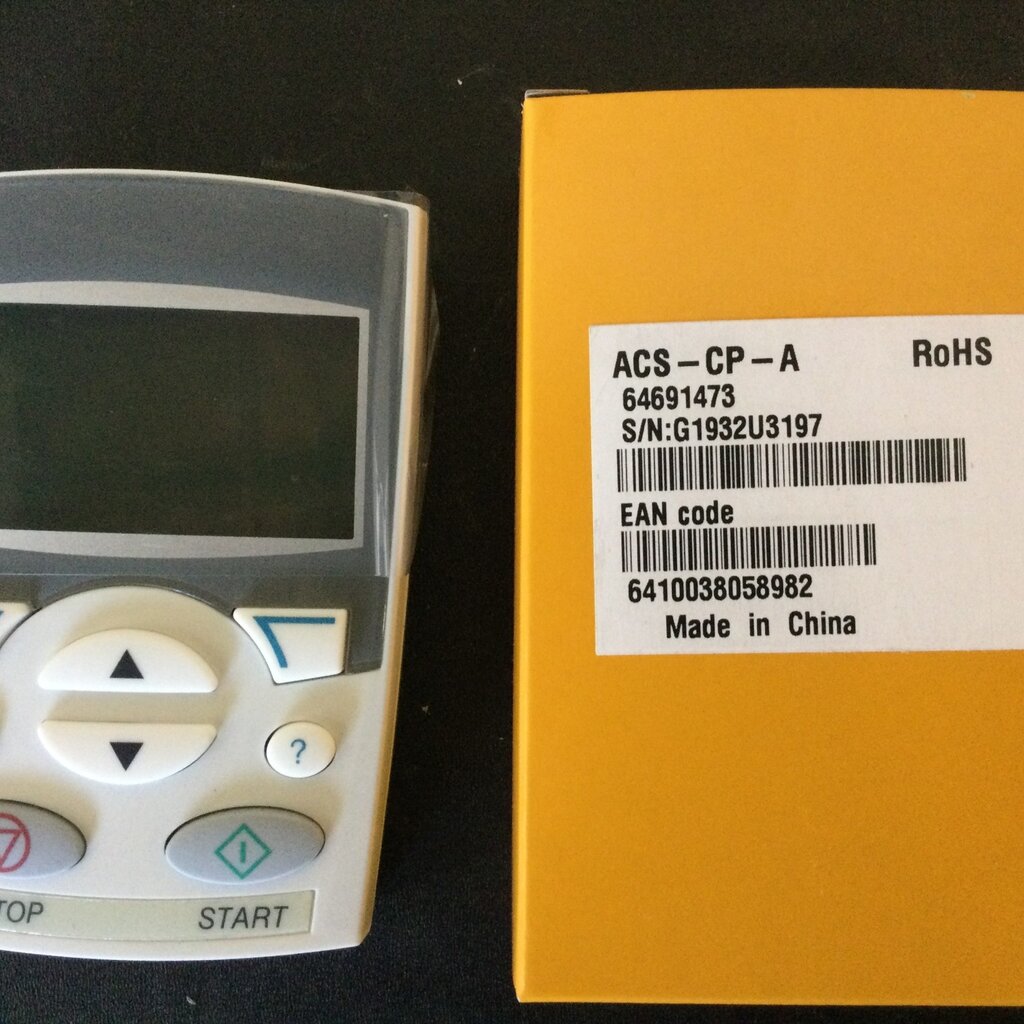 ACS-CP-A RoHS
64691473
S/N:G1932U3197
EAN code
6410038058982
Made in China
?
TOP START